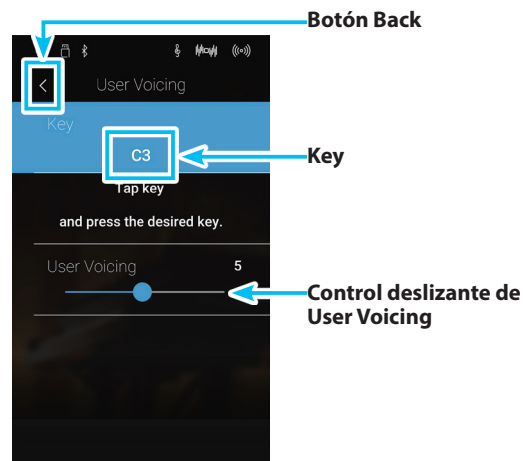 Botón Back
User Voicing
Key
C3
Key
Tap key
and press the desired key.
User Voicing 5
Control deslizante de
User Voicing